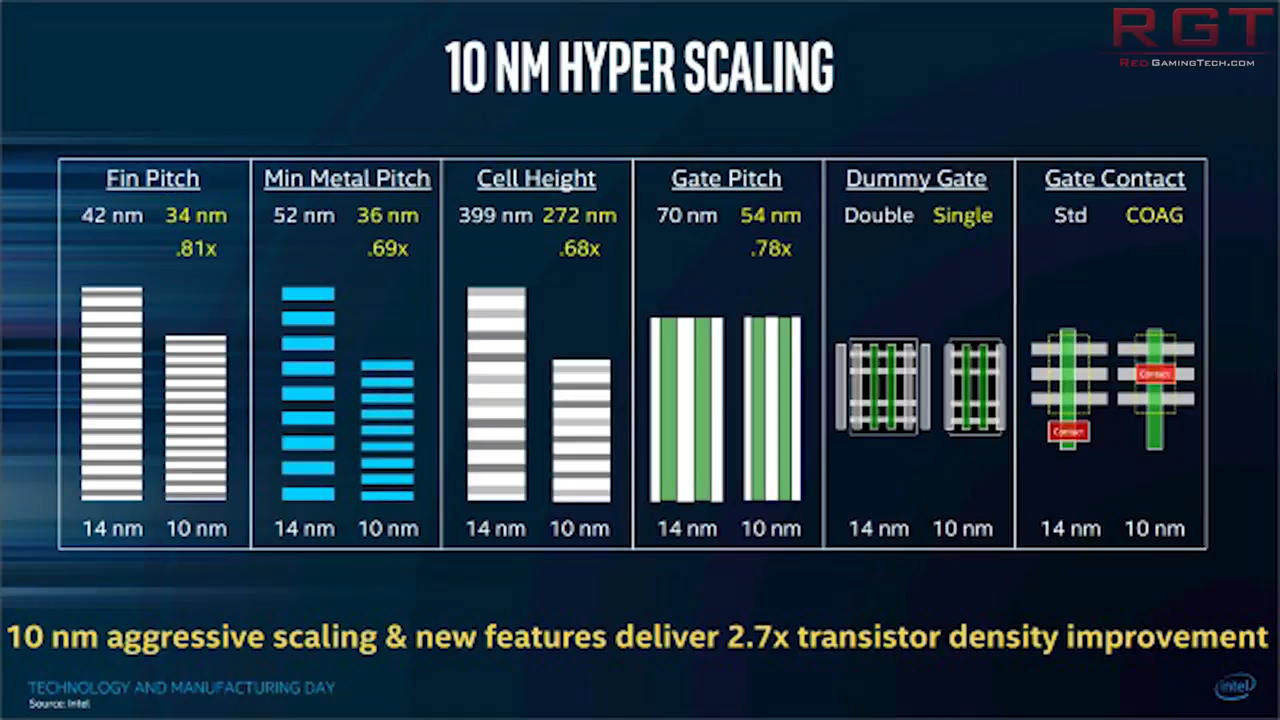 RGT
REDGAMINGTECH.COM
10 NM HYPER SCALING
Fin Pitch
42 nm 34 nm
.81x
14 nm 10 nm
Min Metal Pitch
52 nm 36 nm
.69x
14 nm 10 nm
Cell Height
399 nm 272 nm
.68x
14 nm 10 nm
Gate Pitch
70 nm 54 nm
.78x
14 nm 10 nm
Dummy Gate
Double Single
14 nm 10 nm
Gate Contact
Std COAG
Contact
Contact
14 nm 10 nm
10 nm aggressive scaling & new features deliver 2.7x transistor density improvement
TECHNOLOGY AND MANUFACTURING DAY
Source: Intel
intel